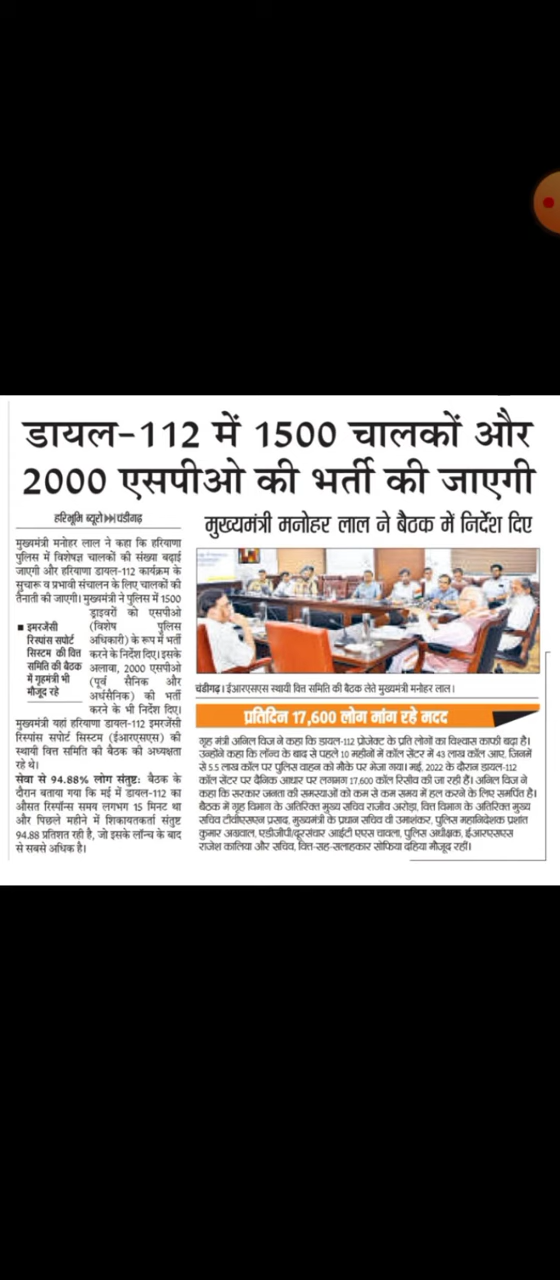 डायल-112 में 1500 चालकों और
2000 एसपीओ की भर्ती की जाएगी
हरिभूमि ब्यूरो चंडीगढ़
मुख्यमंत्री मनोहर लाल ने कहा कि हरियाणा
पुलिस में विशेषज्ञ चालकों की संख्या बढ़ाई
जाएगी और हरियाणा डायल-112 कार्यक्रम के
सुचारू व प्रभावी संचालन के लिए चालकों की
तैनाती की जाएगी। मुख्यमंत्री ने पुलिस में 1500
ड्राइवरों को एसपीओ
(विशेष पुलिस
अधिकारी) के रूप में भर्ती
करने के निर्देश दिए। इसके
अलावा, 2000 एसपीओ
(पूर्व सैनिक और
अर्धसैनिक) की भर्ती
करने के भी निर्देश दिए।
■ इमरजेंसी
रिस्पांस सपोर्ट
सिस्टम की वित्त
समिति की बैठक
में गृहमंत्री भी
मौजूद रहे
मुख्यमंत्री यहां हरियाणा डायल-112 इमरजेंसी
रिस्पॉंस सपोर्ट सिस्टम (ईआरएसएस) की
स्थायी वित्त समिति की बैठक की अध्यक्षता
रहे थे।
सेवा से 94.88% लोग संतुष्ट: बैठक के
दौरान बताया गया कि मई में डायल-112 का
औसत रिस्पॉन्स समय लगभग 15 मिनट था
और पिछले महीने में शिकायतकर्ता संतुष्ट
94.88 प्रतिशत रही है, जो इसके लॉन्च के बाद
से सबसे अधिक है।
मुख्यमंत्री मनोहर लाल ने बैठक में निर्देश दिए
चंडीगढ़। ईआरएसएस स्थायी वित्त समिति की बैठक लेते मुख्यमंत्री मनोहर लाल।
प्रतिदिन 17,600 लोग मांग रहे मदद
गृह मंत्री अनिल विज ने कहा कि डायल-112 प्रोजेक्ट के प्रति लोगों का विश्वास काफी बढ़ा है।
उन्होंने कहा कि लॉन्च के बाद से पहले 10 महीनों में कॉल सेंटर में 43 लाख कॉल आए, जिनमें
से 5.5 लाख कॉल पर पुलिस वाहन को मौके पर भेजा गया। मई, 2022 के दौरान डायल-112
कॉल सेंटर पर दैनिक आधार पर लगभग 17,600 कॉल रिसीव की जा रही हैं। अनिल विज ने
कहा कि सरकार जनता की समस्याओं को कम से कम समय में हल करने के लिए समर्पित है।
बैठक में गृह विभाग के अतिरिक्त मुख्य सचिव राजीव अरोड़ा, वित्त विभाग के अतिरिक्त मुख्य
सचिव टीवीएसएन प्रसाद, मुख्यमंत्री के प्रधान सचिव वी उमाशंकर, पुलिस महानिदेशक प्रशांत
कुमार अग्रवाल, एडीजीपी/दूरसंचार आईटी एएस चावला, पुलिस अधीक्षक, ईआरएसएस
राजेश कालिया और सचिव, वित्त-सह-सलाहकार सोफिया दहिया मौजूद रहीं।